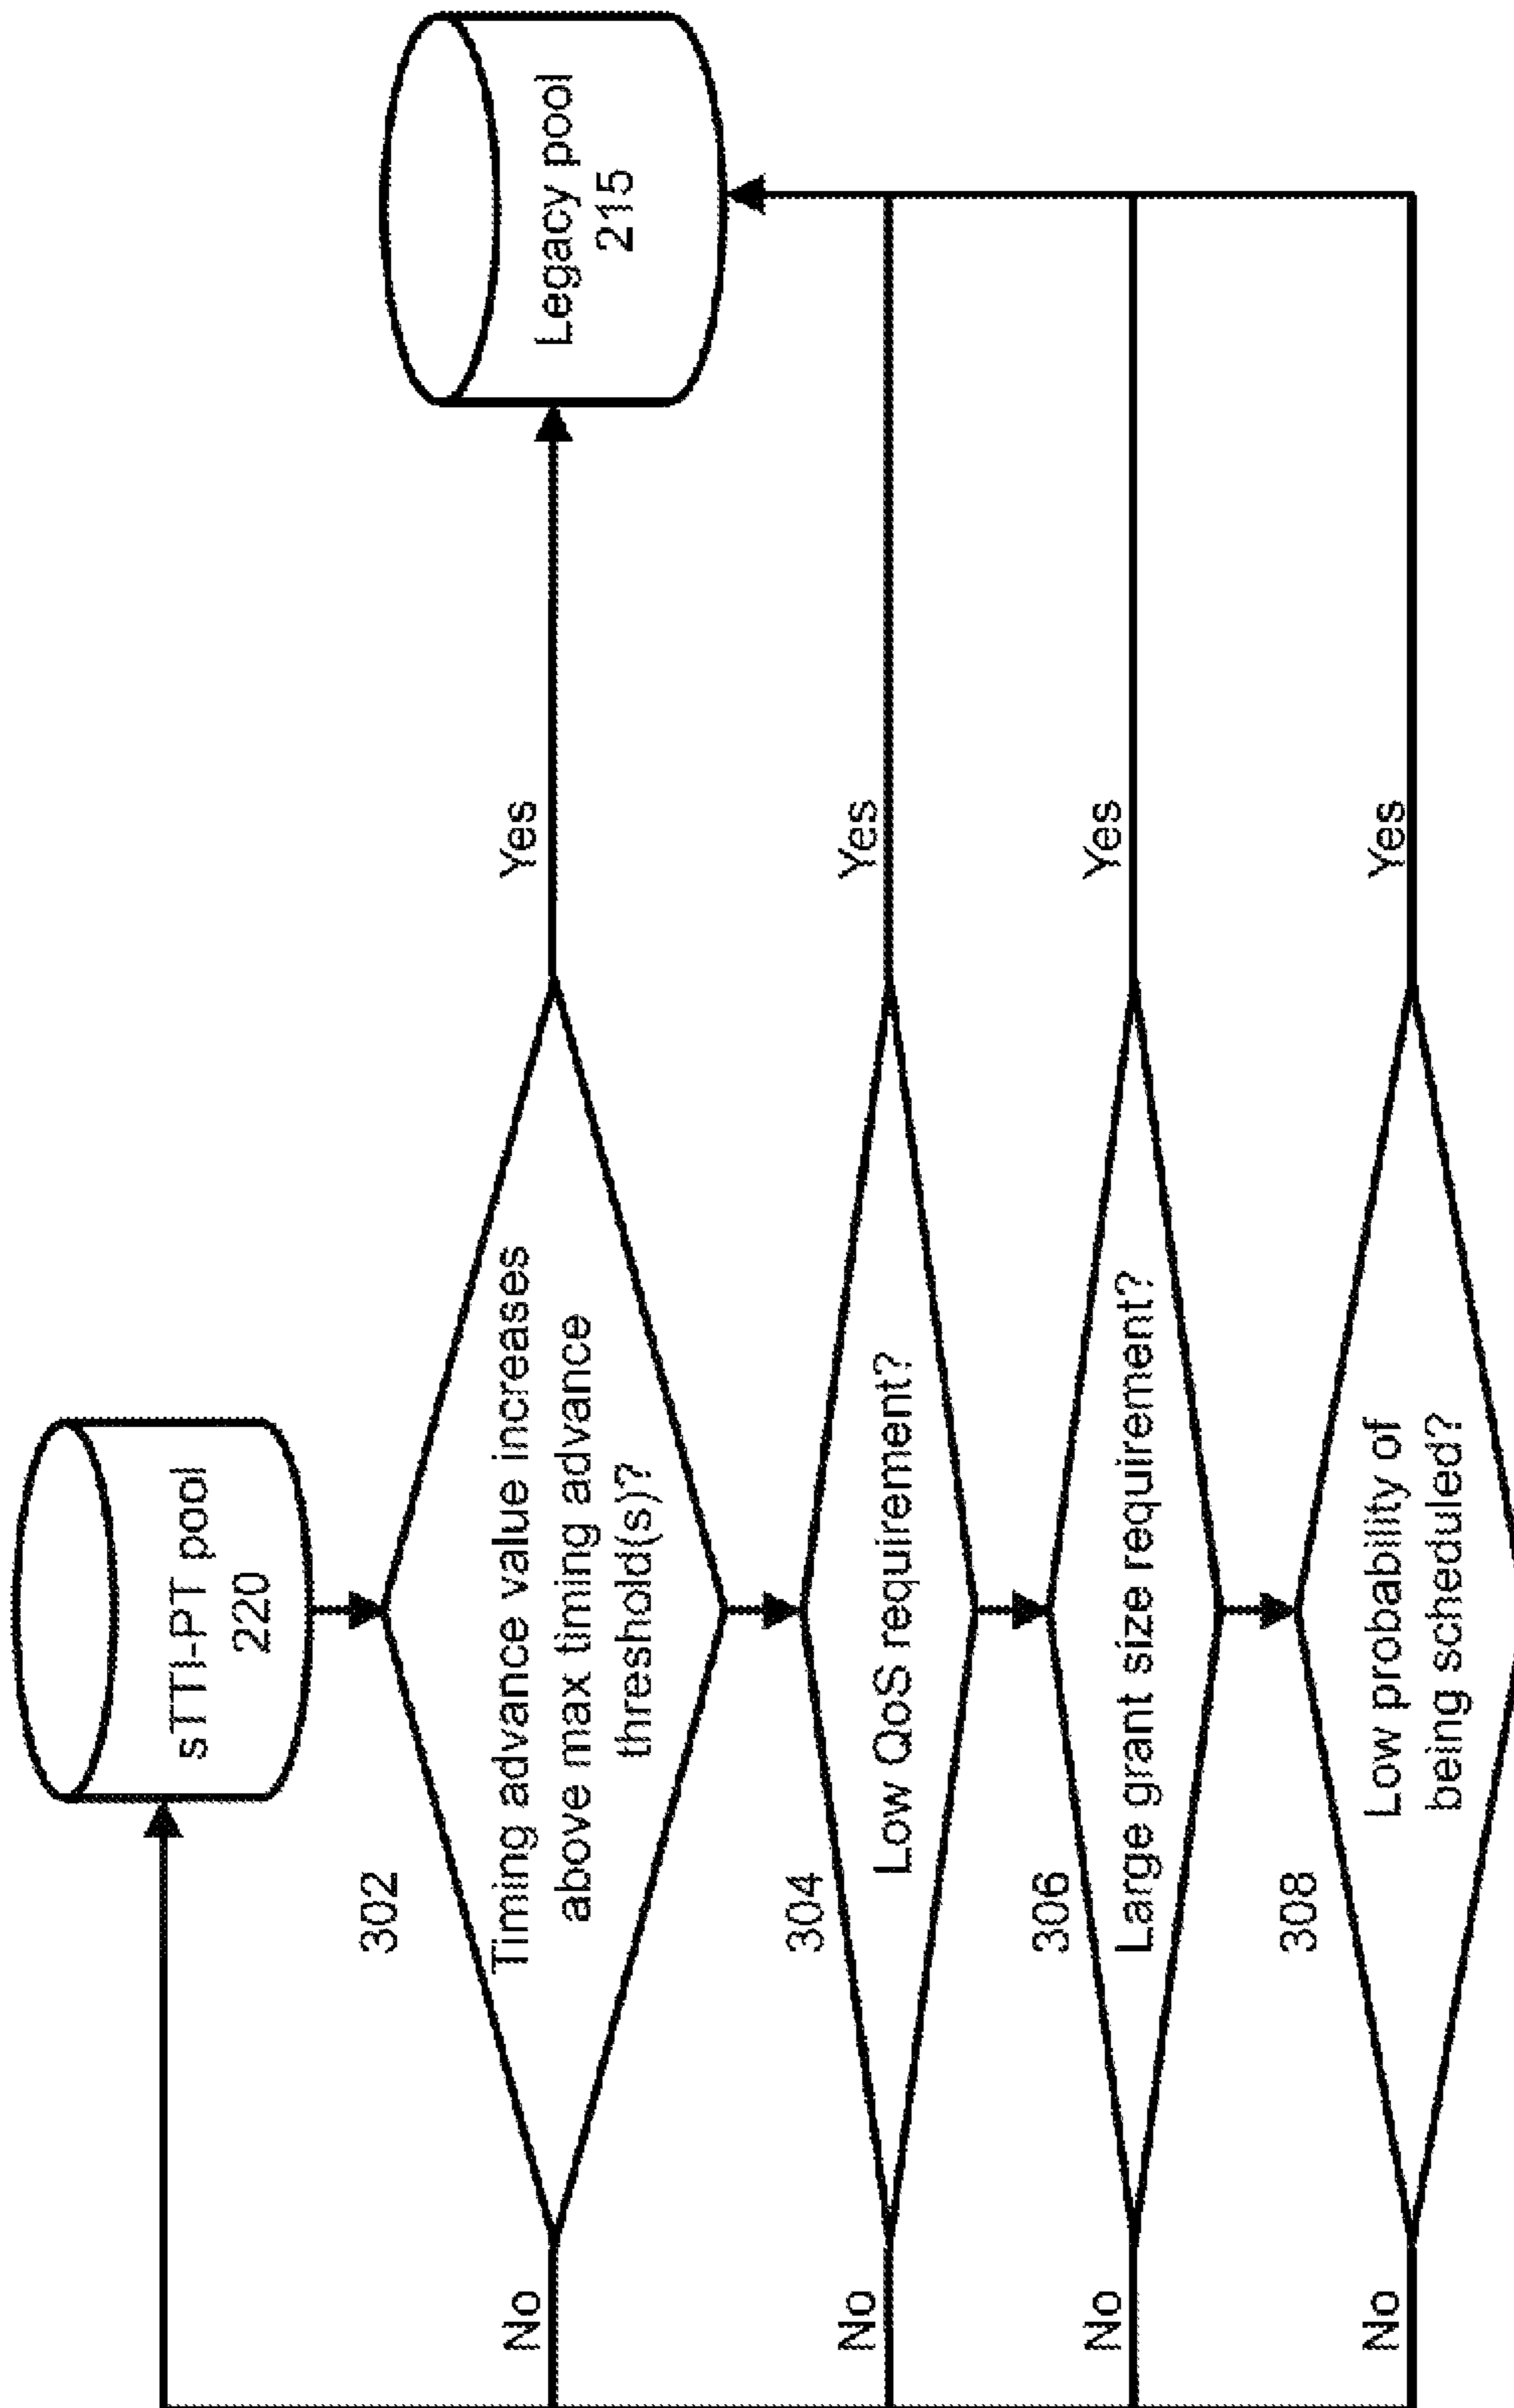 sTTI-PT pool
220
Legacy pool
215
302
Timing advance value increases
above max timing advance
threshold(s)?
No
Yes
304
Low QoS requirement?
No
Yes
306
Large grant size requirement?
No
Yes
308
Low probability of
being scheduled?
No
Yes